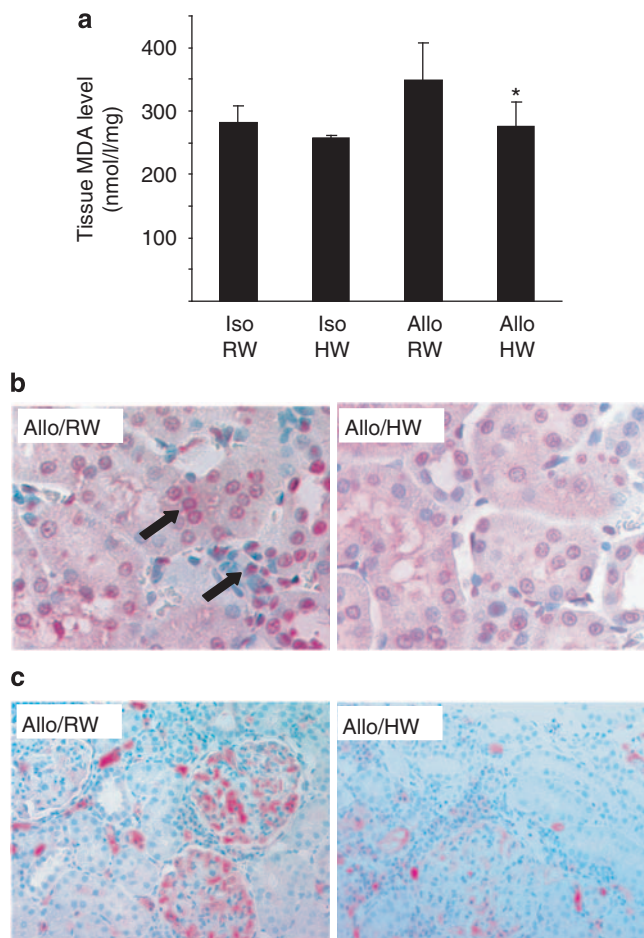 a
Tissue MDA level
(nmol/l/mg)
400
300
200
100
*
Iso
RW
Iso
HW
Allo
RW
Allo
HW
b
Allo/RW
Allo/HW
c
Allo/RW
Allo/HW